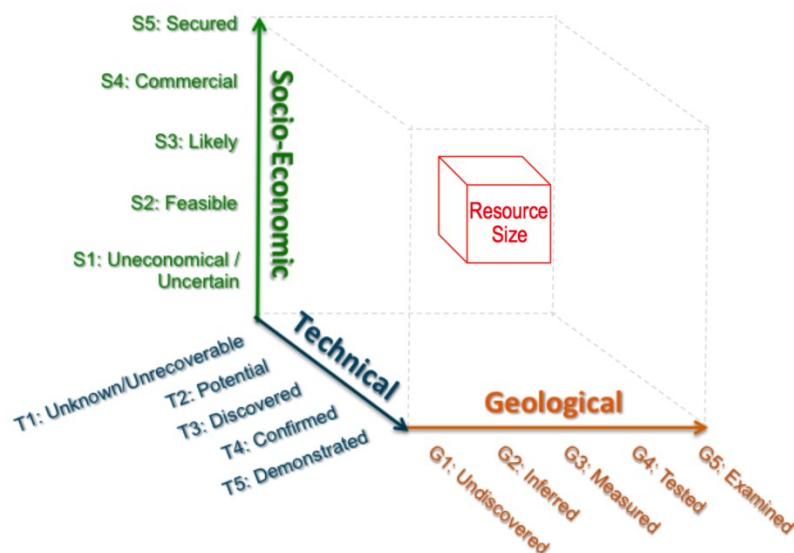 S5: Secured
S4: Commercial
S3: Likely
S2: Feasible
S1: Uneconomical /
Uncertain
Socio-Economic
Resource
Size
Technical
T1: Unknown/Unrecoverable
T2: Potential
T3: Discovered
T4: Confirmed
T5: Demonstrated
Geological
G1: Undiscovered
G2: Inferred
G3: Measured
G4: Tested
G5: Examined